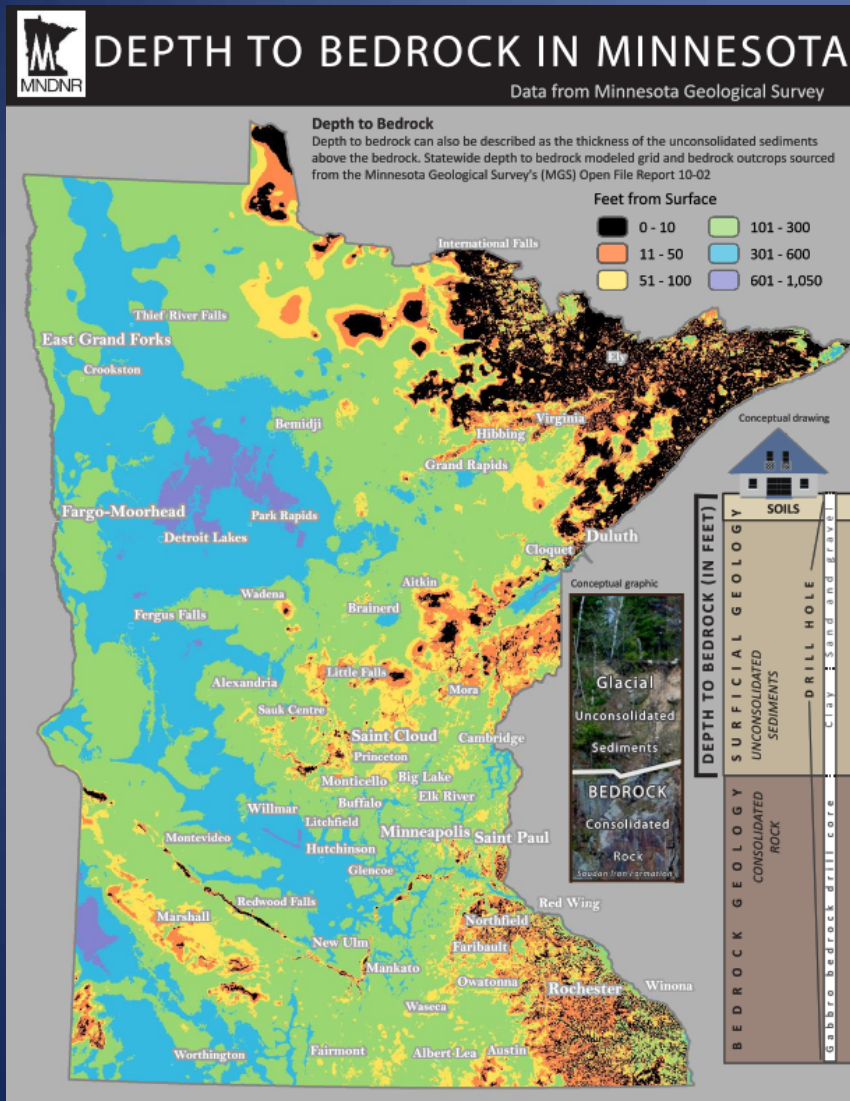 MNDNR
DEPTH TO BEDROCK IN MINNESOTA
Data from Minnesota Geological Survey
Depth to Bedrock
Depth to bedrock can also be described as the thickness of the unconsolidated sediments
above the bedrock. Statewide depth to bedrock modeled grid and bedrock outcrops sourced
from the Minnesota Geological Survey's (MGS) Open File Report 10-02
Feet from Surface
0 - 10
101 - 300
11 - 50
301 - 600
51 - 100
601 - 1,050
International Falls
Thief River Falls
East Grand Forks
Crookston
Ely
Bemidji
Virginia
Hibbing
Grand Rapids
Fargo-Moorhead
Park Rapids
Detroit Lakes
Duluth
Cloquet
Aitkin
Wadena
Brainerd
Fergus Falls
Little Falls
Alexandria
Mora
Sauk Centre
Saint Cloud
Cambridge
Princeton
Monticello
Big Lake
Elk River
Buffalo
Willmar
Litchfield
Minneapolis
Saint Paul
Montevideo
Hutchinson
Glencoe
Redwood Falls
Red Wing
Marshall
Northfield
New Ulm
Faribault
Mankato
Owatonna
Rochester
Winona
Waseca
Worthington
Fairmont
Albert Lea
Austin
Conceptual graphic
Glacial
Unconsolidated
Sediments
BEDROCK
Consolidated
Rock
Soudan Iron Formation
Conceptual drawing
SOILS
DEPTH TO BEDROCK (IN FEET)
SURFICIAL GEOLOGY
UNCONSOLIDATED
SEDIMENTS
DRILL HOLE
Sand and gravel
Clay
BEDROCK GEOLOGY
CONSOLIDATED
ROCK
Gabbro bedrock drill core